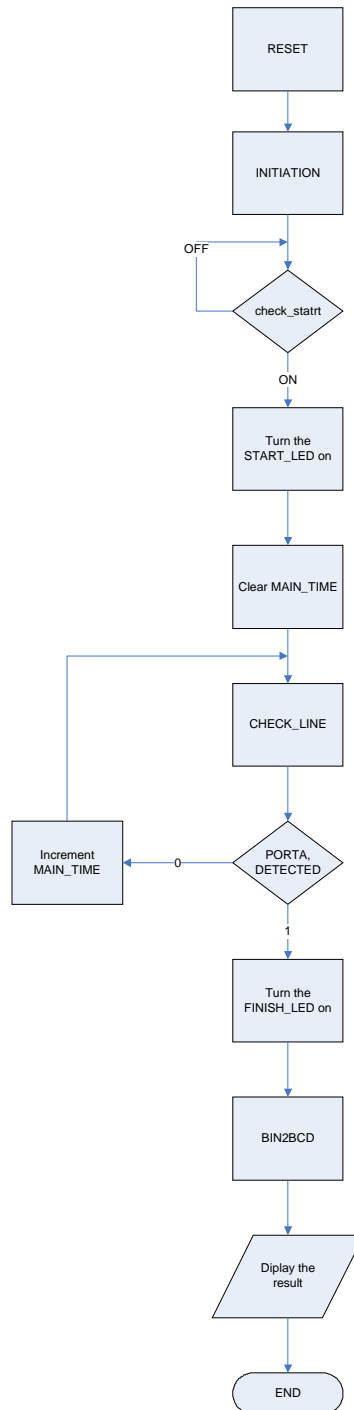 RESET
INITIATION
OFF
check_statrt
ON
Turn the
START_LED on
Clear MAIN_TIME
CHECK_LINE
Increment
MAIN_TIME
0
PORTA,
DETECTED
1
Turn the
FINISH_LED on
BIN2BCD
Diplay the
result
END